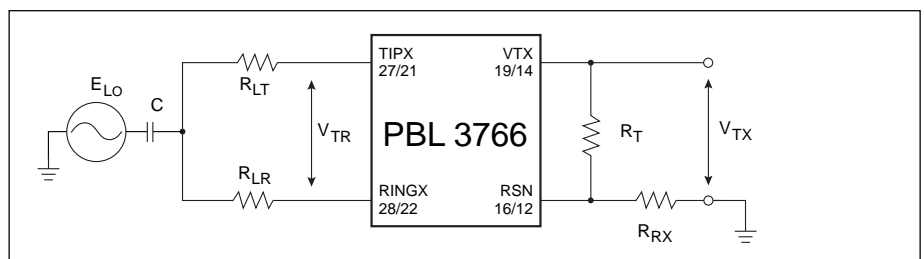 E_LO
C
R_LT
V_TR
R_LR
TIPX
27/21
VTX
19/14
PBL 3766
RINGX
28/22
RSN
16/12
R_T
V_TX
R_RX